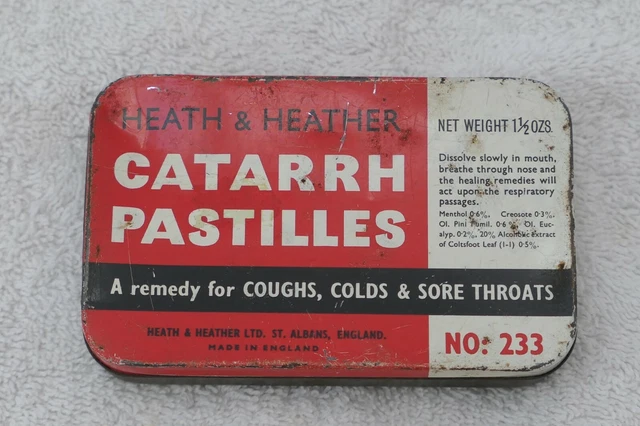 HEATH & HEATHER
CATARRH
PASTILLES
A remedy for COUGHS, COLDS & SORE THROATS
HEATH & HEATHER LTD. ST. ALBANS, ENGLAND.
MADE IN ENGLAND
NET WEIGHT 1½ OZS.
Dissolve slowly in mouth,
breathe through nose and
the healing remedies will
act upon the respiratory
passages.
Menthol 0·6%. Creosote 0·3%.
Ol. Pini Pumil. 0·6%. Ol. Euc-
alyp. 0·2%. 20% Alcoholic extract
of Coltsfoot Leaf (1-1) 0·5%.
NO: 233